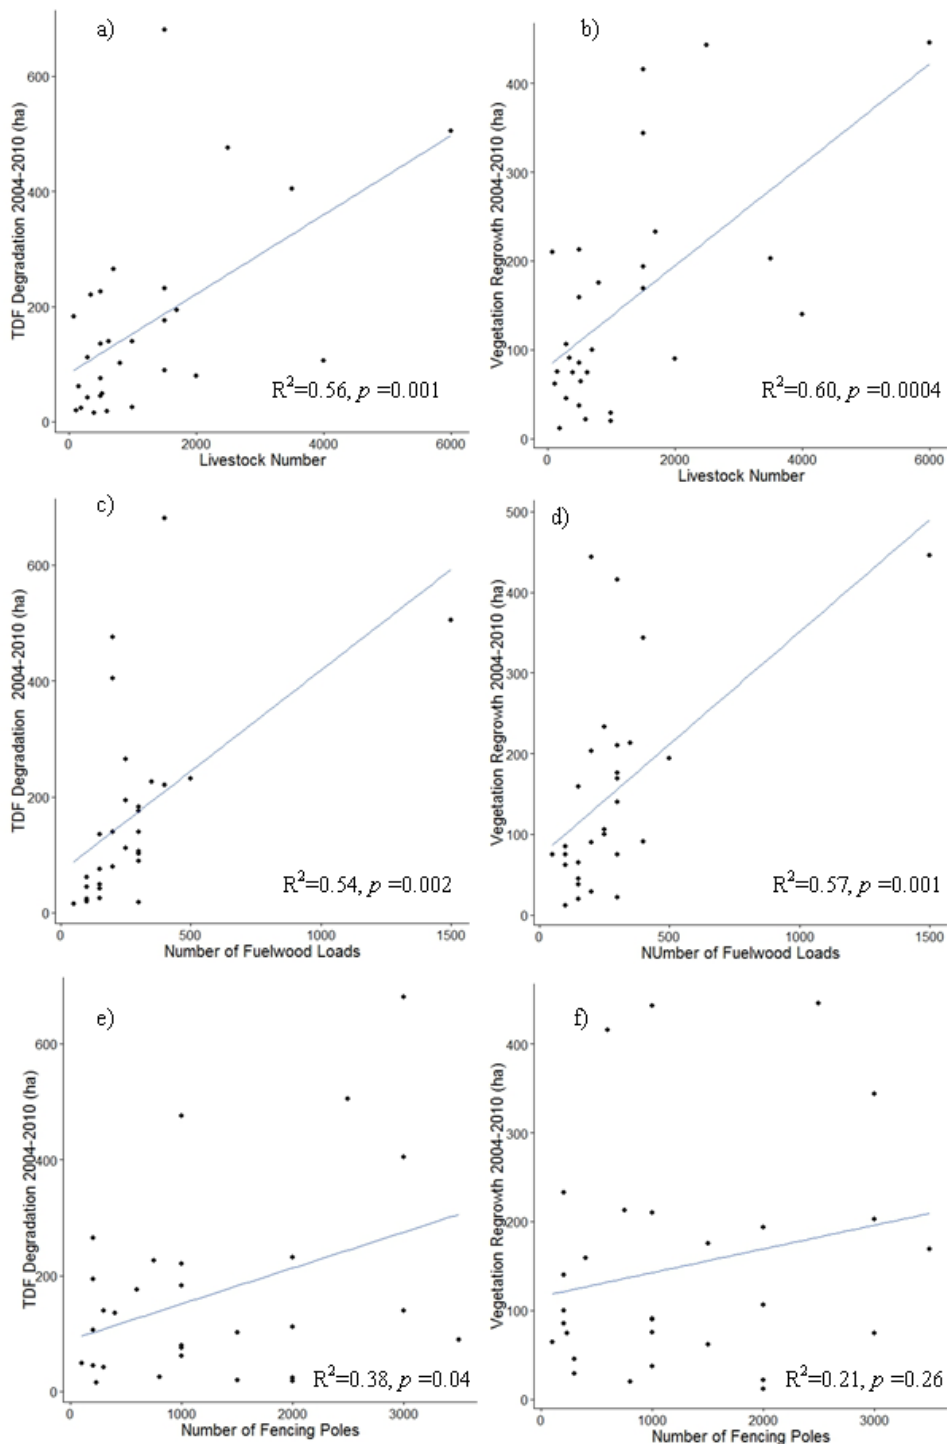 a)
TDF Degradation 2004-2010 (ha)
600
400
200
0
0 2000 4000 6000
Livestock Number
R²=0.56, p =0.001
b)
Vegetation Regrowth 2004-2010 (ha)
400
300
200
100
0
0 2000 4000 6000
Livestock Number
R²=0.60, p =0.0004
c)
TDF Degradation 2004-2010 (ha)
600
400
200
0
0 500 1000 1500
Number of Fuelwood Loads
R²=0.54, p =0.002
d)
Vegetation Regrowth 2004-2010 (ha)
500
400
300
200
100
0
0 500 1000 1500
NUmber of Fuelwood Loads
R²=0.57, p =0.001
e)
TDF Degradation 2004-2010 (ha)
600
400
200
0
0 1000 2000 3000
Number of Fencing Poles
R²=0.38, p =0.04
f)
Vegetation Regrowth 2004-2010 (ha)
400
300
200
100
0
0 1000 2000 3000
Number of Fencing Poles
R²=0.21, p =0.26